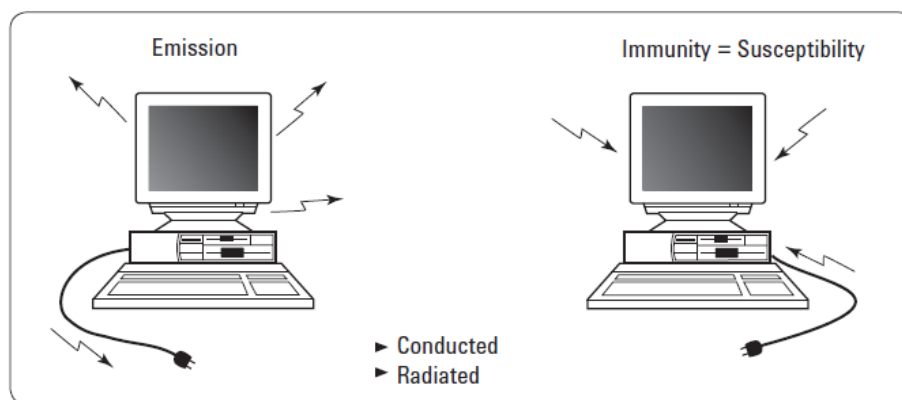 Emission
Immunity = Susceptibility
► Conducted
► Radiated